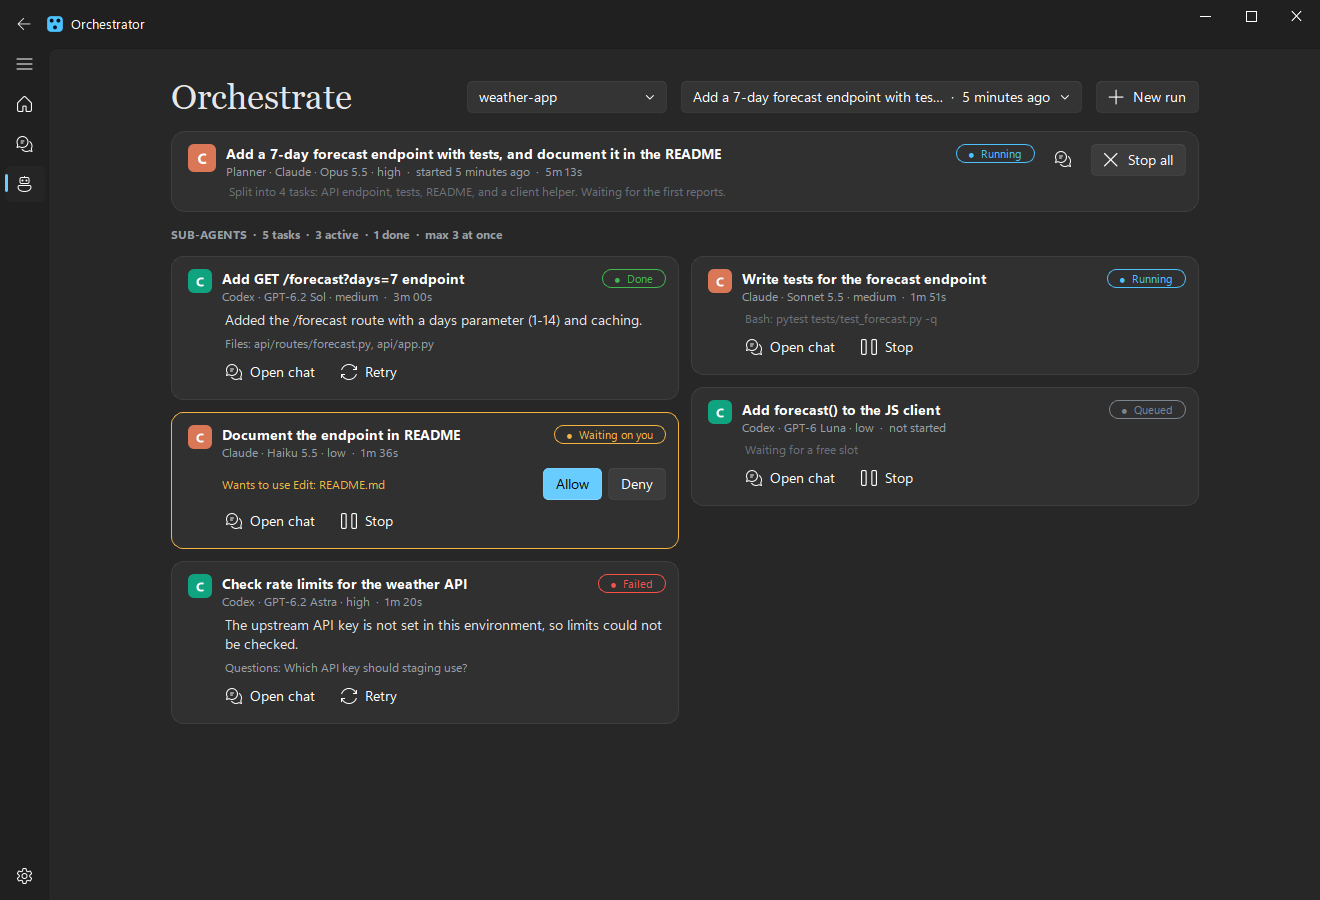 Orchestrator
Orchestrate
weather-app
Add a 7-day forecast endpoint with tes... · 5 minutes ago
New run
C
Add a 7-day forecast endpoint with tests, and document it in the README
Planner · Claude · Opus 5.5 · high · started 5 minutes ago · 5m 13s
Split into 4 tasks: API endpoint, tests, README, and a client helper. Waiting for the first reports.
Running
Stop all
SUB-AGENTS · 5 tasks · 3 active · 1 done · max 3 at once
C
Add GET /forecast?days=7 endpoint
Done
Codex · GPT-6.2 Sol · medium · 3m 00s
Added the /forecast route with a days parameter (1-14) and caching.
Files: api/routes/forecast.py, api/app.py
Open chat
Retry
C
Write tests for the forecast endpoint
Running
Claude · Sonnet 5.5 · medium · 1m 51s
Bash: pytest tests/test_forecast.py -q
Open chat
Stop
C
Document the endpoint in README
Waiting on you
Claude · Haiku 5.5 · low · 1m 36s
Wants to use Edit: README.md
Allow
Deny
Open chat
Stop
C
Add forecast() to the JS client
Queued
Codex · GPT-6 Luna · low · not started
Waiting for a free slot
Open chat
Stop
C
Check rate limits for the weather API
Failed
Codex · GPT-6.2 Astra · high · 1m 20s
The upstream API key is not set in this environment, so limits could not
be checked.
Questions: Which API key should staging use?
Open chat
Retry